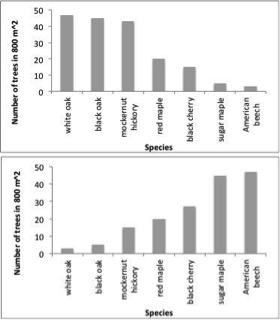 Number of trees in 800 m^2
50
40
30
20
10
0
white oak
black oak
mockernut
hickory
red maple
black cherry
sugar maple
American
beech
Species
Number of trees in 800 m^2
50
40
30
20
10
0
white oak
black oak
mockernut
hickory
red maple
black cherry
sugar maple
American
beech
Species